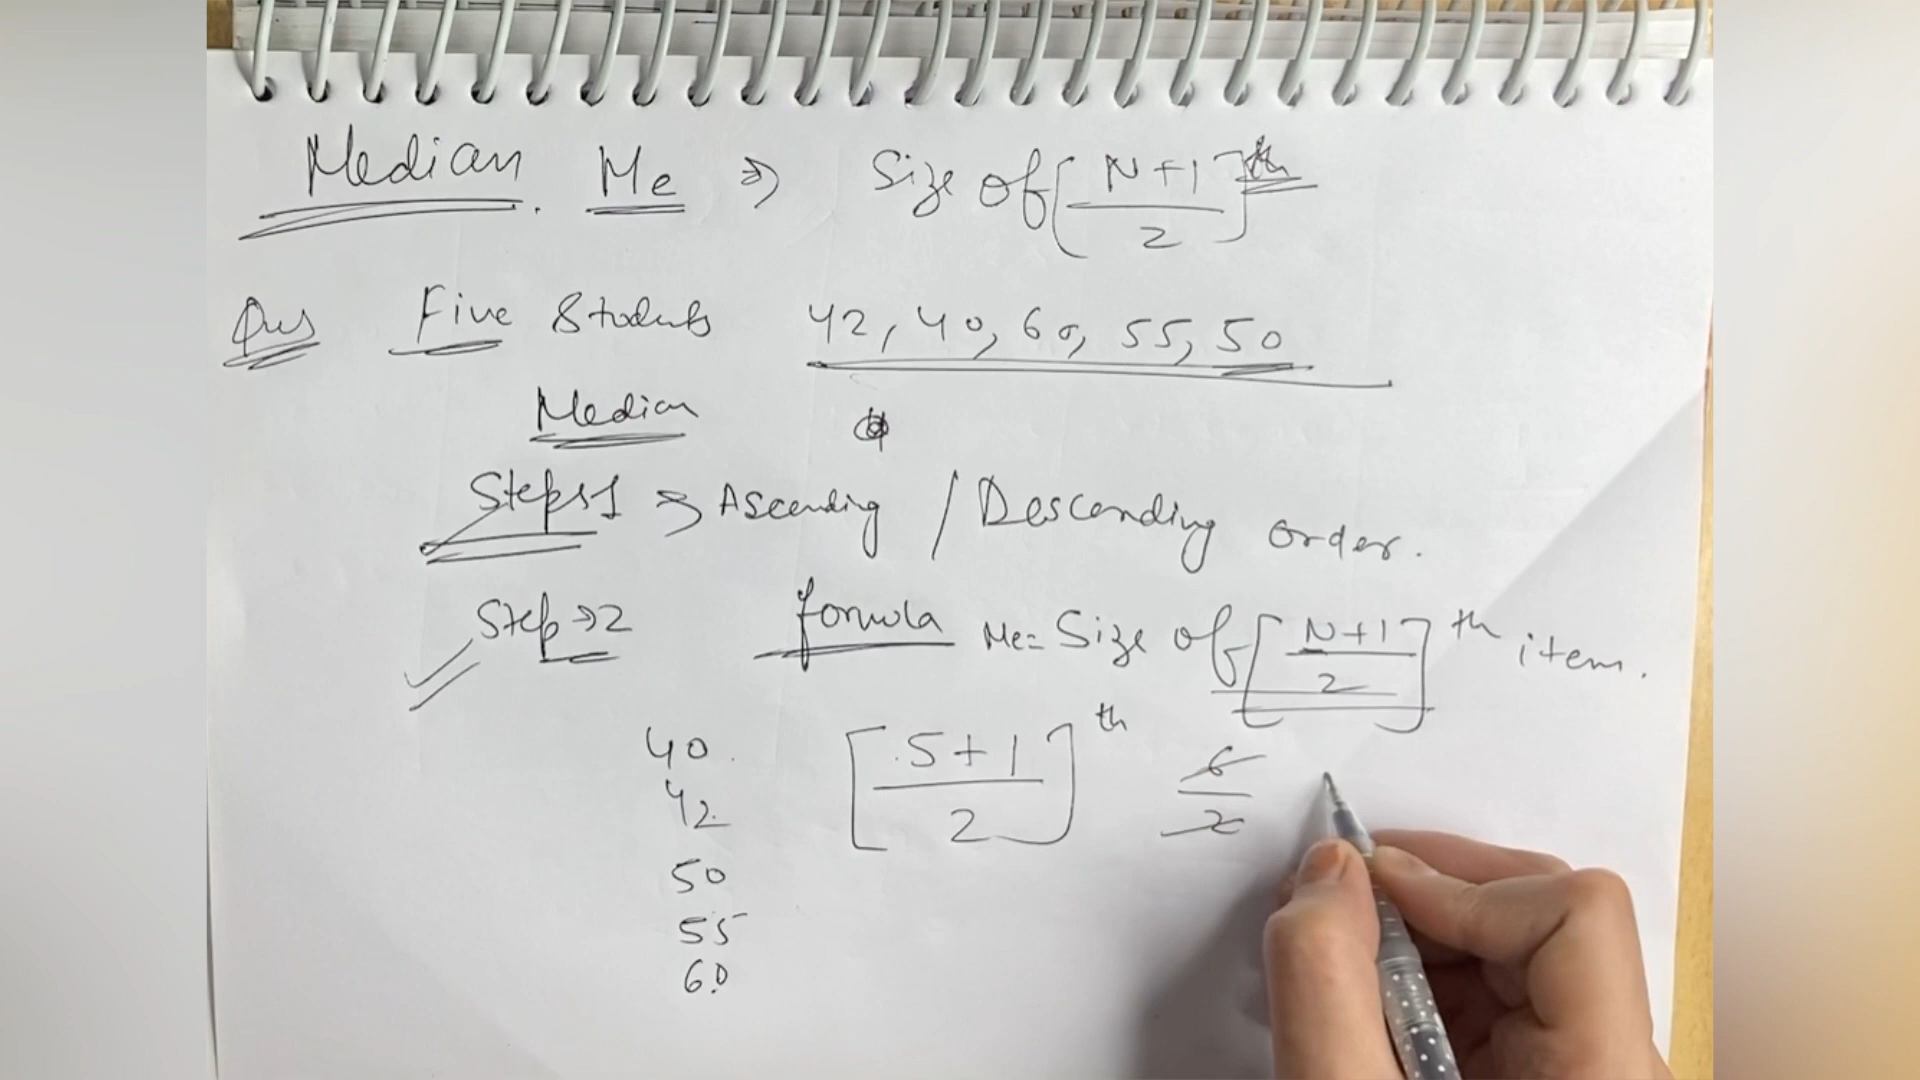 Median. Me ⇒ Size of [N+1/2]th
Ques Five Students 42, 40, 60, 55, 50
Median
Step⇒1 ⇒ Ascending / Descending order.
Step⇒2 formula Me= Size of [N+1/2]th item.
40. [5+1/2]th 6/2
42
50
55
60